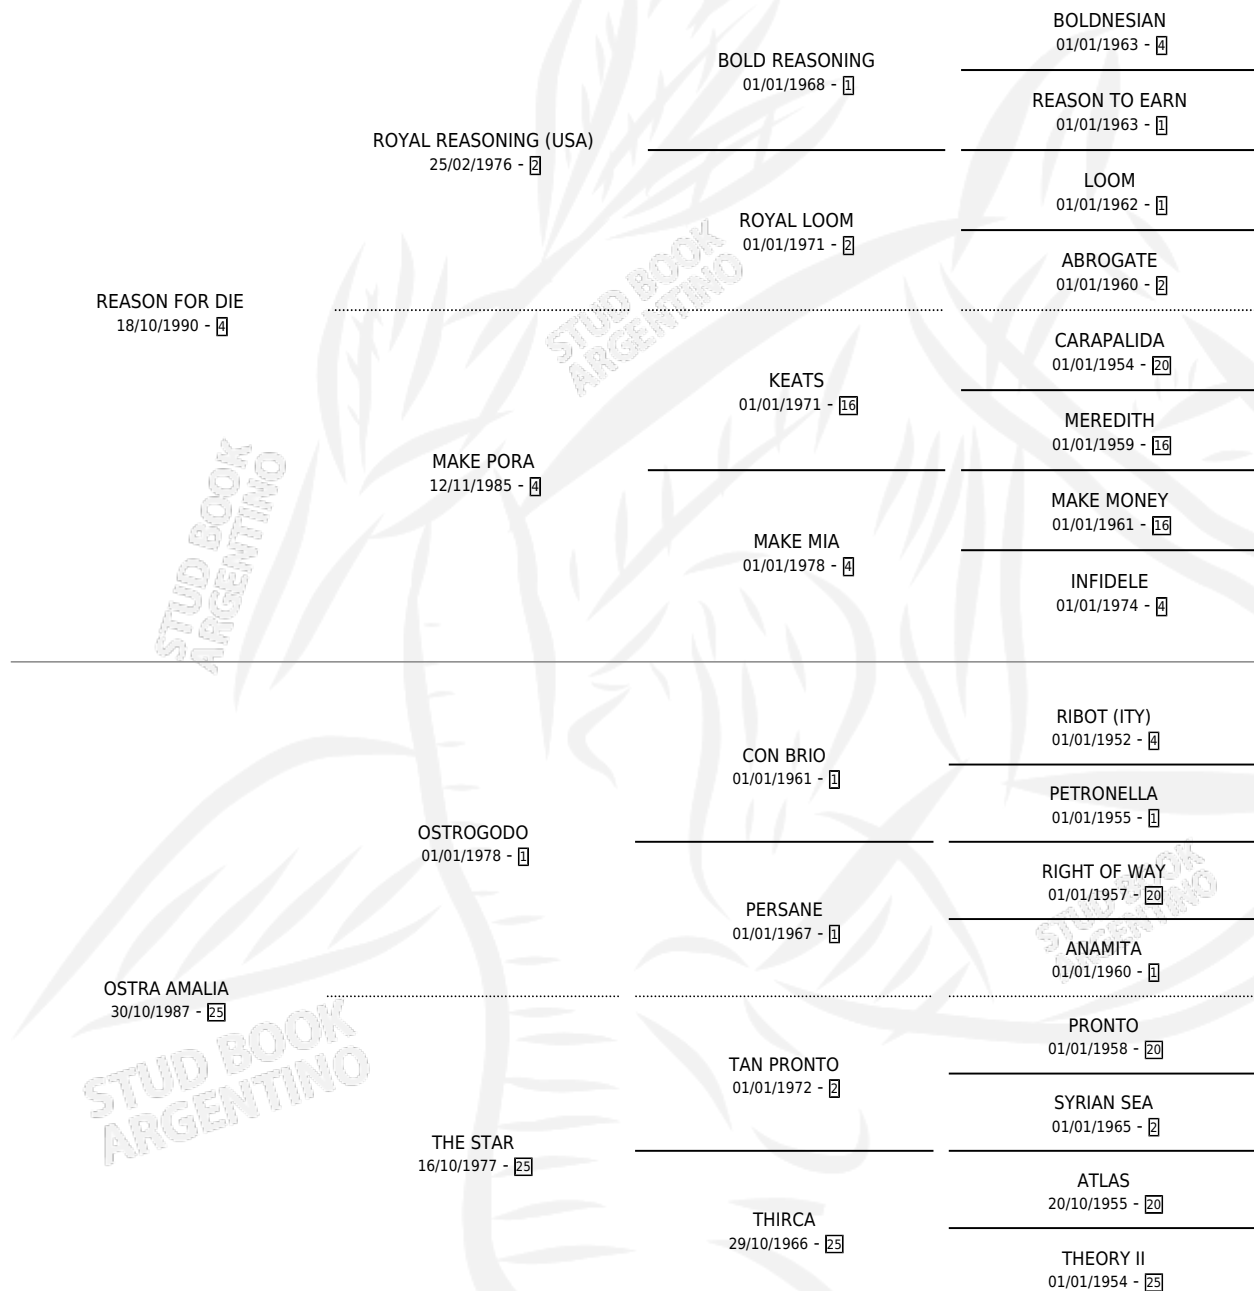 BOLDNESIAN
01/01/1963 - 4
BOLD REASONING
01/01/1968 - 1
REASON TO EARN
01/01/1963 - 1
ROYAL REASONING (USA)
25/02/1976 - 2
LOOM
01/01/1962 - 1
ROYAL LOOM
01/01/1971 - 2
ABROGATE
01/01/1960 - 2
REASON FOR DIE
18/10/1990 - 4
CARAPALIDA
01/01/1954 - 20
KEATS
01/01/1971 - 16
MEREDITH
01/01/1959 - 16
MAKE PORA
12/11/1985 - 4
MAKE MONEY
01/01/1961 - 16
MAKE MIA
01/01/1978 - 4
INFIDELE
01/01/1974 - 4
RIBOT (ITY)
01/01/1952 - 4
CON BRIO
01/01/1961 - 1
PETRONELLA
01/01/1955 - 1
OSTROGODO
01/01/1978 - 1
RIGHT OF WAY
01/01/1957 - 20
PERSANE
01/01/1967 - 1
ANAMITA
01/01/1960 - 1
OSTRA AMALIA
30/10/1987 - 25
PRONTO
01/01/1958 - 20
TAN PRONTO
01/01/1972 - 2
SYRIAN SEA
01/01/1965 - 2
THE STAR
16/10/1977 - 25
ATLAS
20/10/1955 - 20
THIRCA
29/10/1966 - 25
THEORY II
01/01/1954 - 25
STUD BOOK
ARGENTINO
STUD BOOK
ARGENTINO
STUD BOOK
ARGENTINO
STUD BOOK
ARGENTINO